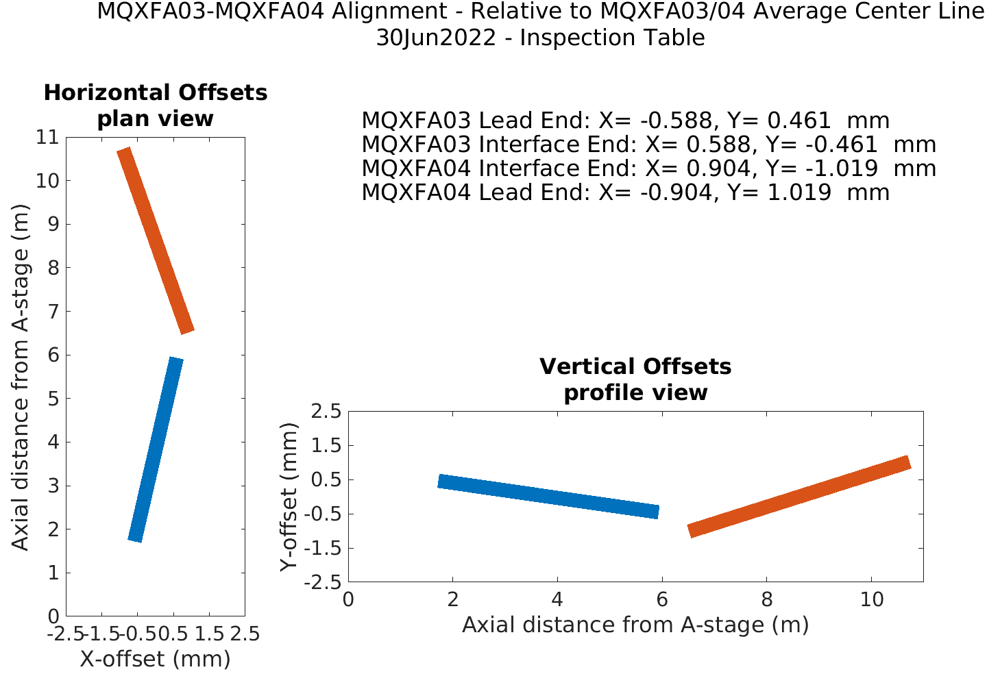 MQXFA03-MQXFA04 Alignment - Relative to MQXFA03/04 Average Center Line
30Jun2022 - Inspection Table
Horizontal Offsets
plan view
MQXFA03 Lead End: X= -0.588, Y= 0.461 mm
MQXFA03 Interface End: X= 0.588, Y= -0.461 mm
MQXFA04 Interface End: X= 0.904, Y= -1.019 mm
MQXFA04 Lead End: X= -0.904, Y= 1.019 mm
Axial distance from A-stage (m)
11
10
9
8
7
6
5
4
3
2
1
0
-2.5 -1.5 -0.5 0.5 1.5 2.5
X-offset (mm)
Vertical Offsets
profile view
Y-offset (mm)
2.5
1.5
0.5
-0.5
-1.5
-2.5
0 2 4 6 8 10
Axial distance from A-stage (m)